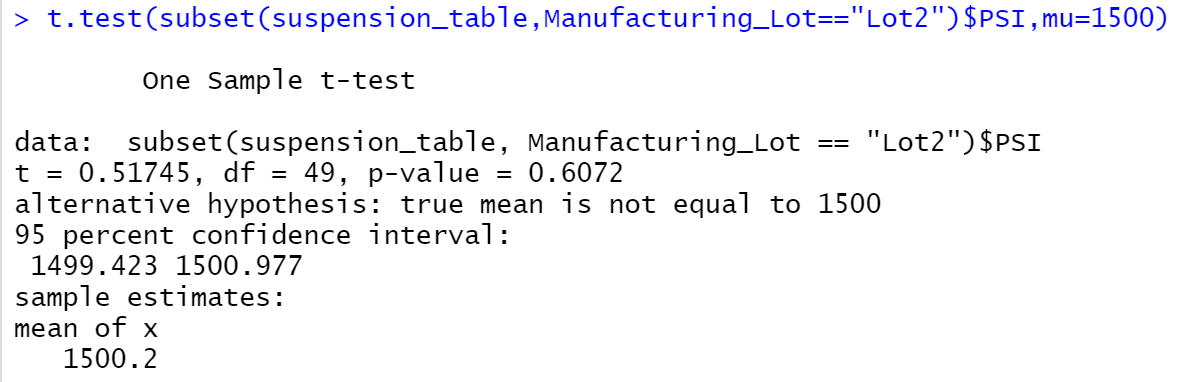 > t.test(subset(suspension_table,Manufacturing_Lot=="Lot2")$PSI,mu=1500)
One Sample t-test
data:  subset(suspension_table, Manufacturing_Lot == "Lot2")$PSI
t = 0.51745, df = 49, p-value = 0.6072
alternative hypothesis: true mean is not equal to 1500
95 percent confidence interval:
1499.423 1500.977
sample estimates:
mean of x
1500.2